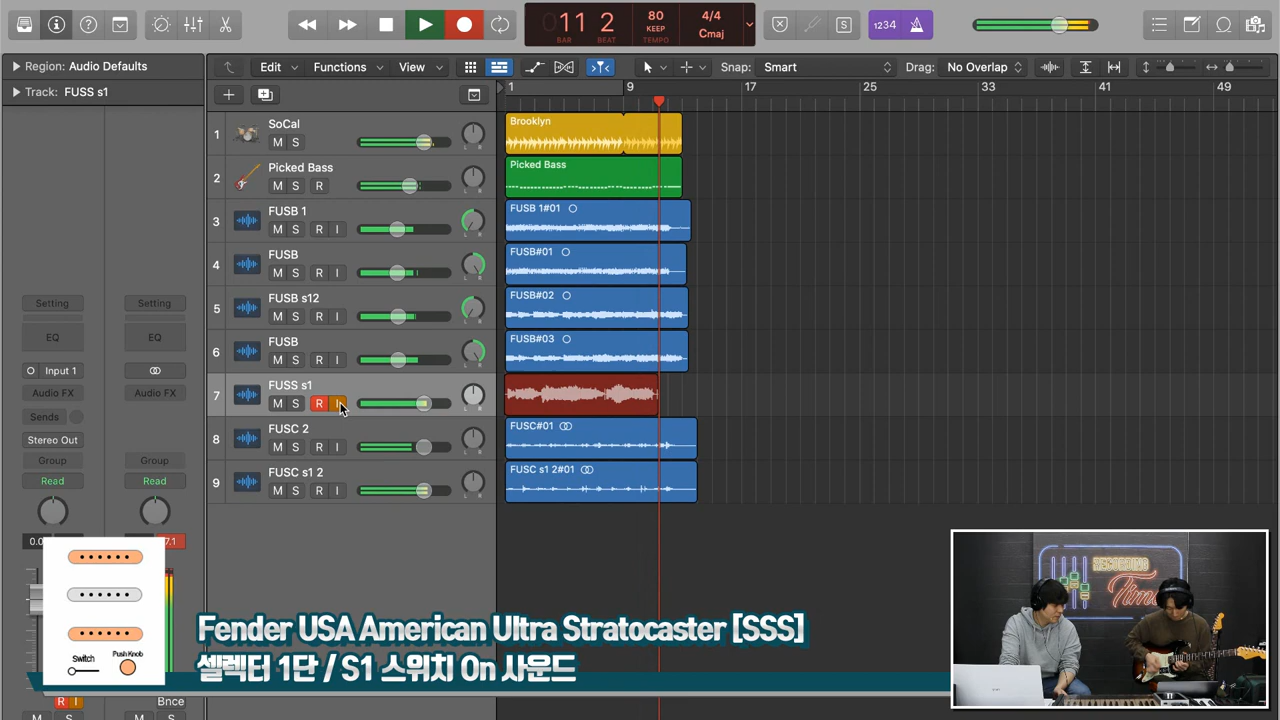 11 2
BAR BEAT
80
KEEP
TEMPO
4/4
Cmaj
S
1234
Region: Audio Defaults
Edit Functions View
Snap: Smart
Drag: No Overlap
Track: FUSS s1
1 9 17 25 33 41 49
1 SoCal
M S
L R
Brooklyn
2 Picked Bass
M S R
L R
Picked Bass
3 FUSB 1
M S R I
L R
FUSB 1#01
4 FUSB
M S R I
L R
FUSB#01
5 FUSB s12
M S R I
L R
FUSB#02
6 FUSB
M S R I
L R
FUSB#03
7 FUSS s1
M S R I
L R
8 FUSC 2
M S R I
L R
FUSC#01
9 FUSC s1 2
M S R I
L R
FUSC s1 2#01
Setting Setting
EQ EQ
Input 1
Audio FX Audio FX
Sends
Stereo Out
Group Group
Read Read
Switch
Push Knob
R I Bnce
M S M S
RECORDING
Time
Fender USA American Ultra Stratocaster [SSS]
셀렉터 1단 / S1 스위치 On 사운드